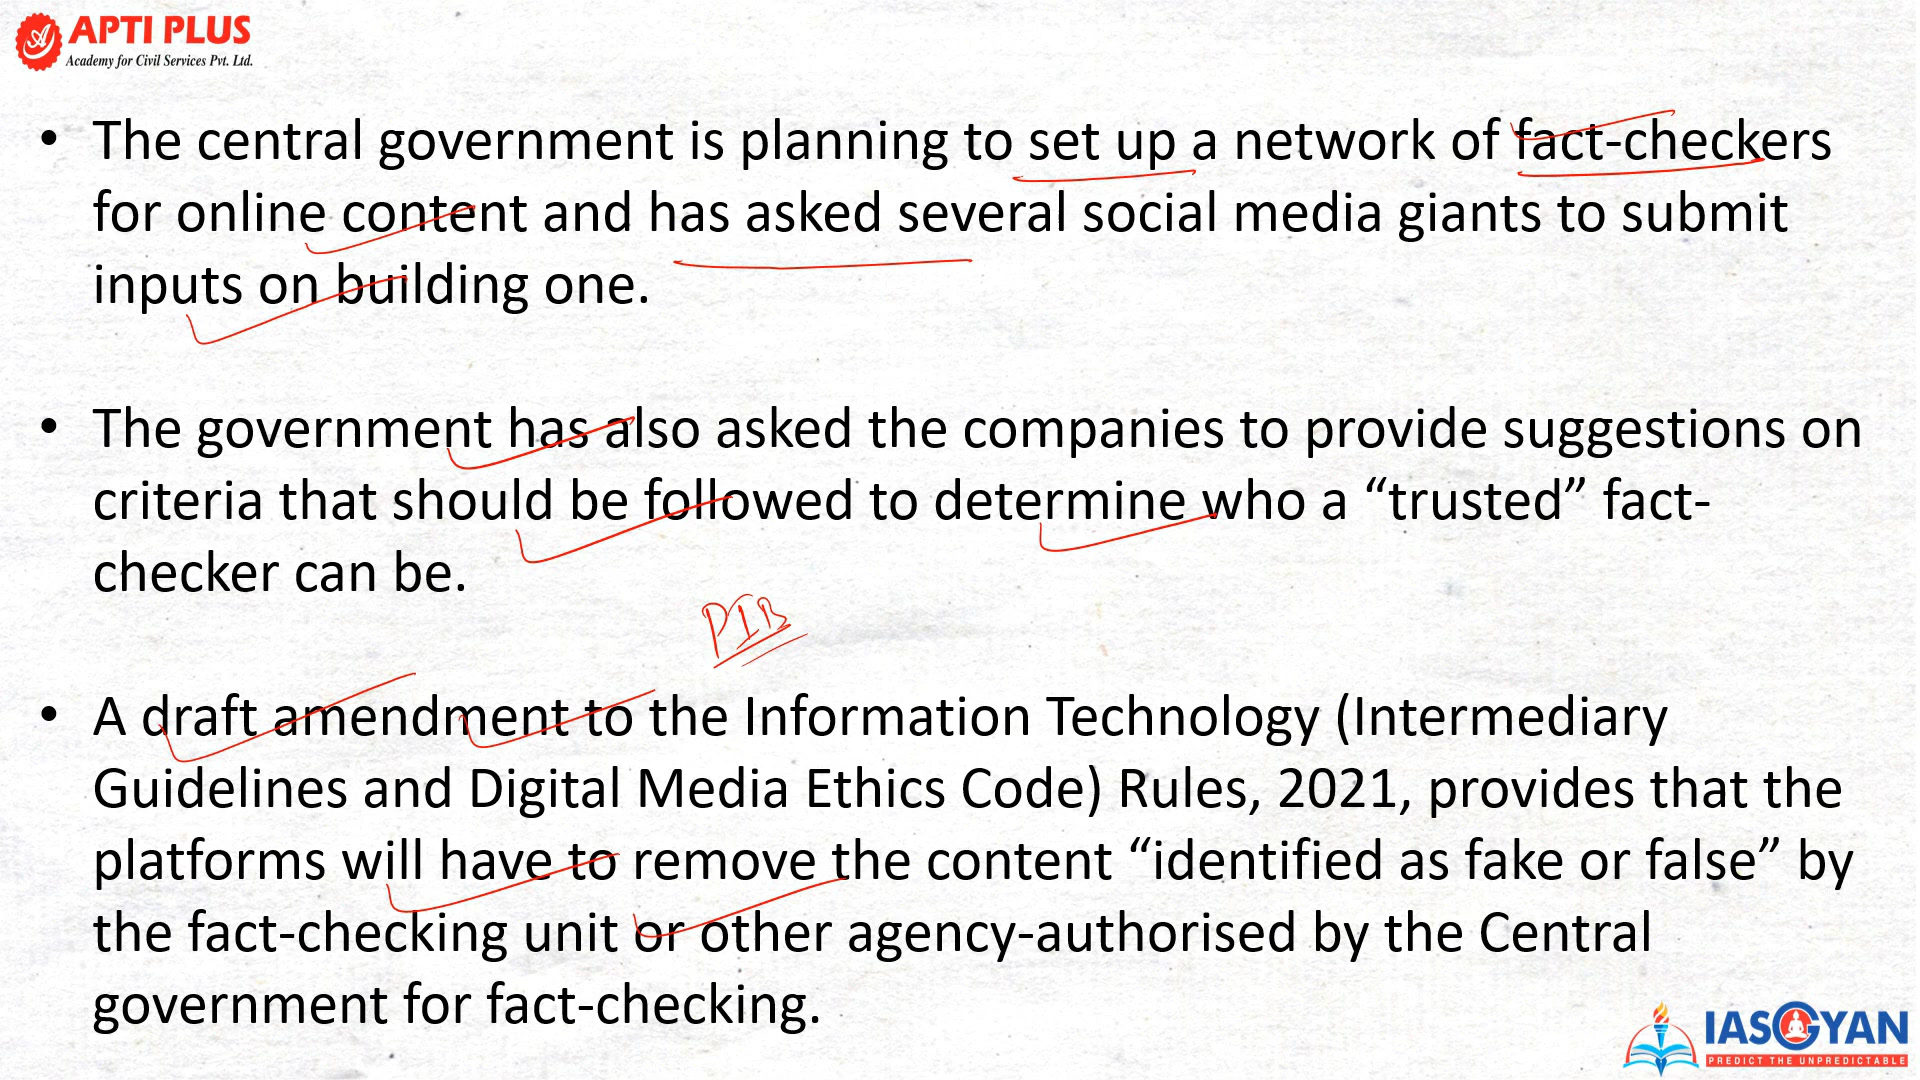 APTI PLUS
Academy for Civil Services Pvt. Ltd.
• The central government is planning to set up a network of fact-checkers
for online content and has asked several social media giants to submit
inputs on building one.
• The government has also asked the companies to provide suggestions on
criteria that should be followed to determine who a “trusted” fact-
checker can be.
PIB
• A draft amendment to the Information Technology (Intermediary
Guidelines and Digital Media Ethics Code) Rules, 2021, provides that the
platforms will have to remove the content “identified as fake or false” by
the fact-checking unit or other agency-authorised by the Central
government for fact-checking.
IASGYAN
PREDICT THE UNPREDICTABLE